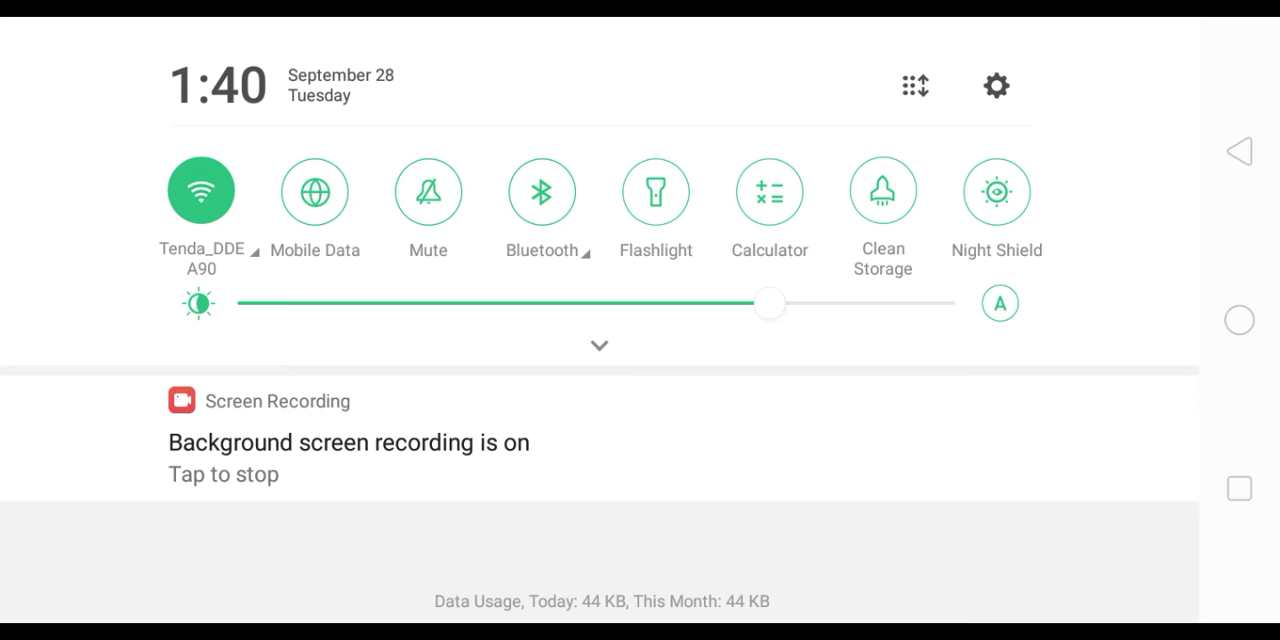 1:40
September 28
Tuesday
Tenda_DDE
A90
Mobile Data
Mute
Bluetooth
Flashlight
Calculator
Clean
Storage
Night Shield
A
Screen Recording
Background screen recording is on
Tap to stop
Data Usage, Today: 44 KB, This Month: 44 KB